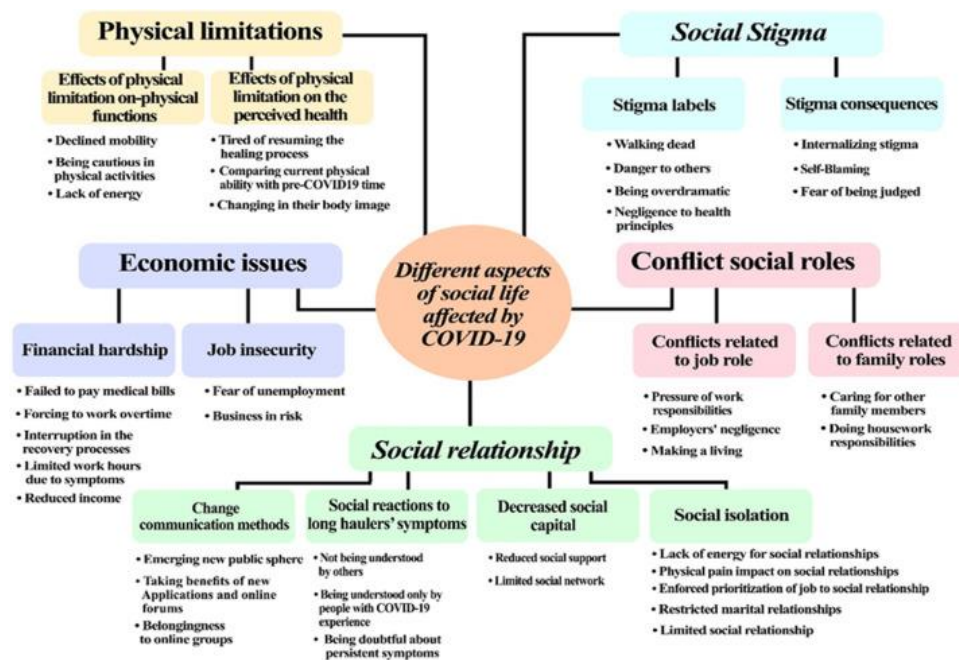 Physical limitations
Effects of physical
limitation on-physical
functions
• Declined mobility
• Being cautious in
physical activities
• Lack of energy
Effects of physical
limitation on the
perceived health
• Tired of resuming the
healing process
• Comparing current physical
ability with pre-COVID19 time
• Changing in their body image
Social Stigma
Stigma labels
• Walking dead
• Danger to others
• Being overdramatic
• Negligence to health
principles
Stigma consequences
• Internalizing stigma
• Self-Blaming
• Fear of being judged
Different aspects
of social life
affected by
COVID-19
Economic issues
Financial hardship
• Failed to pay medical bills
• Forcing to work overtime
• Interruption in the
recovery processes
• Limited work hours
due to symptoms
• Reduced income
Job insecurity
• Fear of unemployment
• Business in risk
Conflict social roles
Conflicts related
to job role
• Pressure of work
responsibilities
• Employers' negligence
• Making a living
Conflicts related
to family roles
• Caring for other
family members
• Doing housework
responsibilities
Social relationship
Change
communication methods
• Emerging new public sphere
• Taking benefits of new
Applications and online
forums
• Belongingness
to online groups
Social reactions to
long haulers' symptoms
• Not being understood
by others
• Being understood only by
people with COVID-19
experience
• Being doubtful about
persistent symptoms
Decreased social
capital
• Reduced social support
• Limited social network
Social isolation
• Lack of energy for social relationships
• Physical pain impact on social relationships
• Enforced prioritization of job to social relationship
• Restricted marital relationships
• Limited social relationship